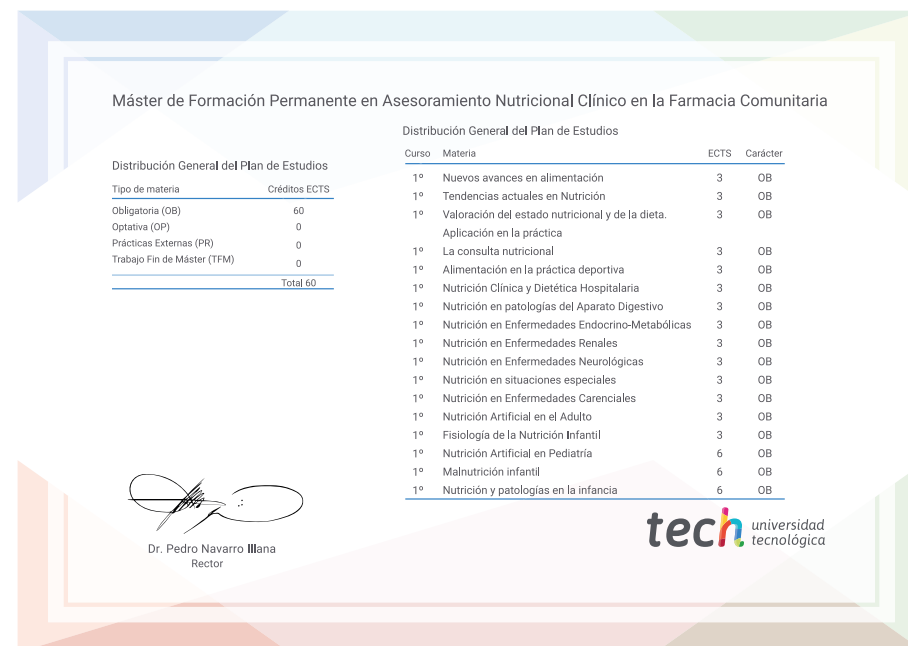 Máster de Formación Permanente en Asesoramiento Nutricional Clínico en la Farmacia Comunitaria
Distribución General del Plan de Estudios
Tipo de materia Créditos ECTS
Obligatoria (OB) 60
Optativa (OP) 0
Prácticas Externas (PR) 0
Trabajo Fin de Máster (TFM) 0
Total 60
Distribución General del Plan de Estudios
Curso Materia ECTS Carácter
1º Nuevos avances en alimentación 3 OB
1º Tendencias actuales en Nutrición 3 OB
1º Valoración del estado nutricional y de la dieta. 3 OB
Aplicación en la práctica
1º La consulta nutricional 3 OB
1º Alimentación en la práctica deportiva 3 OB
1º Nutrición Clínica y Dietética Hospitalaria 3 OB
1º Nutrición en patologías del Aparato Digestivo 3 OB
1º Nutrición en Enfermedades Endocrino-Metabólicas 3 OB
1º Nutrición en Enfermedades Renales 3 OB
1º Nutrición en Enfermedades Neurológicas 3 OB
1º Nutrición en situaciones especiales 3 OB
1º Nutrición en Enfermedades Carenciales 3 OB
1º Nutrición Artificial en el Adulto 3 OB
1º Fisiología de la Nutrición Infantil 3 OB
1º Nutrición Artificial en Pediatría 6 OB
1º Malnutrición infantil 6 OB
1º Nutrición y patologías en la infancia 6 OB
Dr. Pedro Navarro Illana
Rector
tech universidad
tecnológica